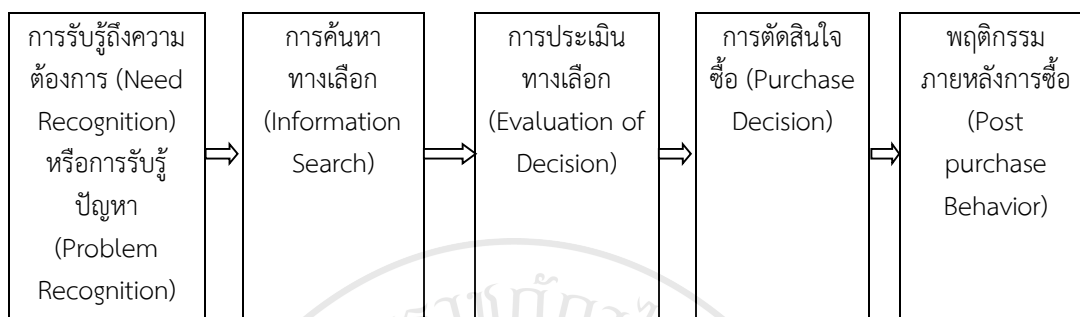 การรับรู้ถึงความ
ต้องการ (Need
Recognition)
หรือการรับรู้
ปัญหา
(Problem
Recognition)
การค้นหา
ทางเลือก
(Information
Search)
การประเมิน
ทางเลือก
(Evaluation of
Decision)
การตัดสินใจ
ซื้อ (Purchase
Decision)
พฤติกรรม
ภายหลังการซื้อ
(Post
purchase
Behavior)